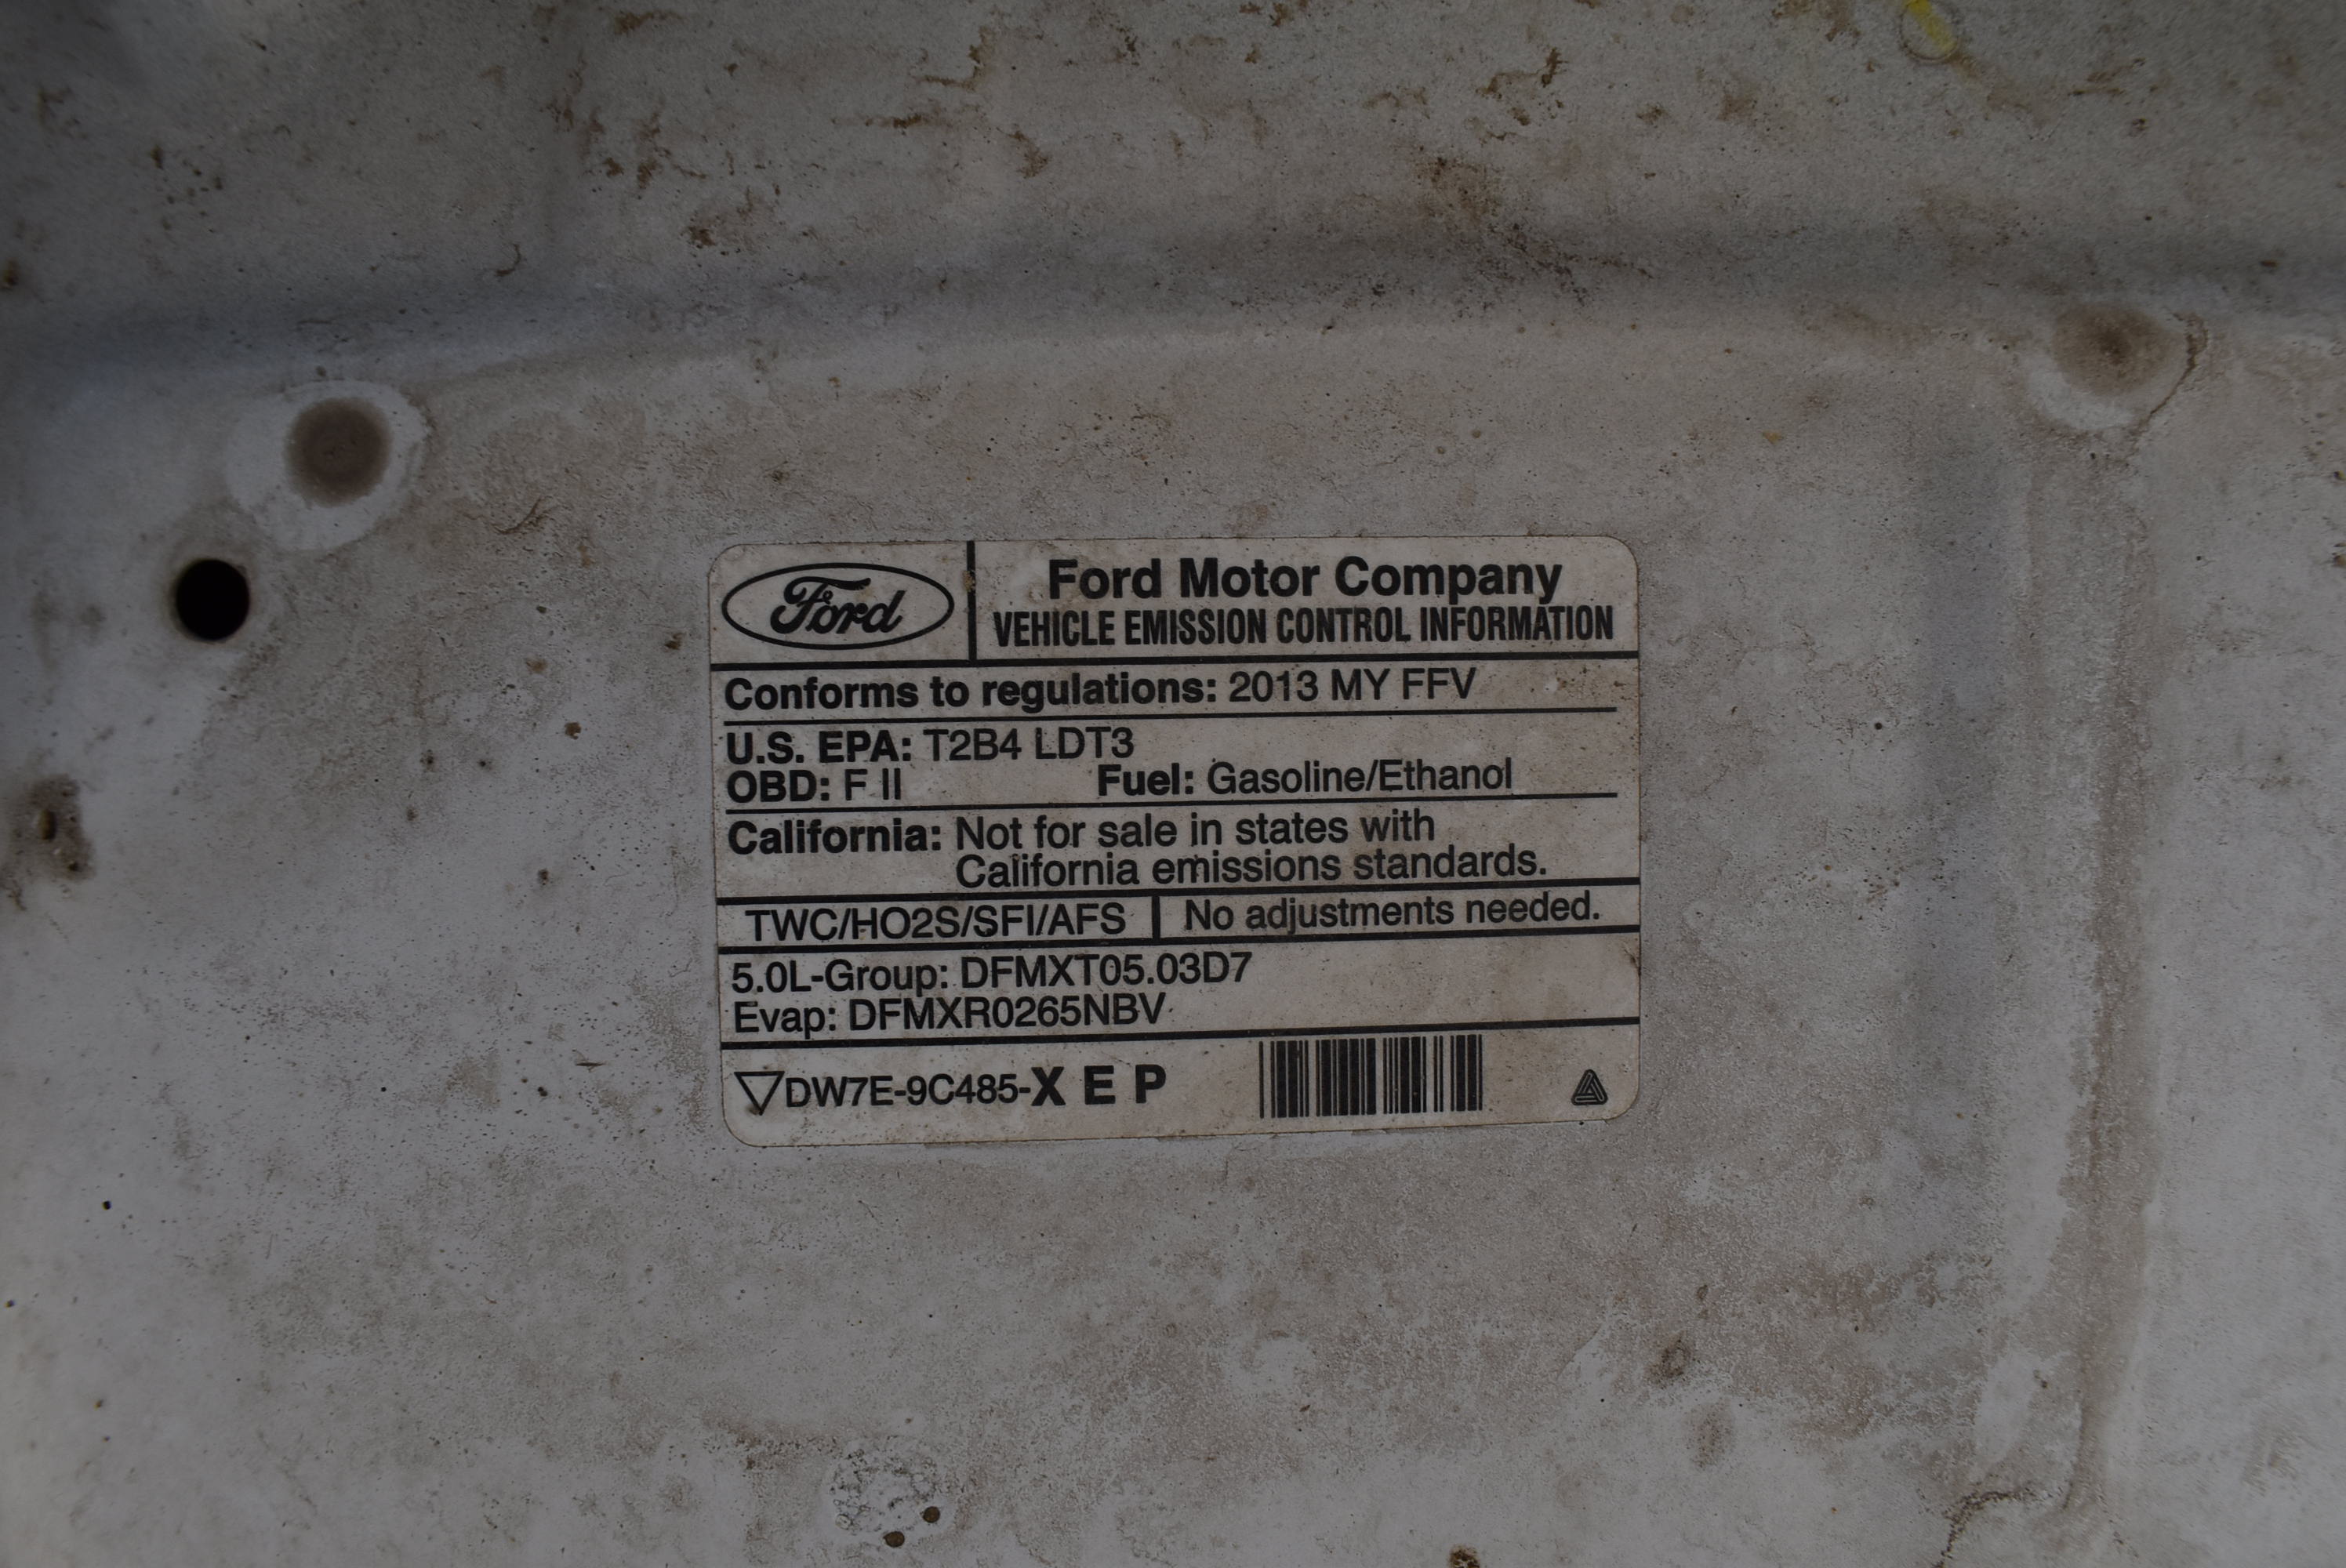 Ford
Ford Motor Company
VEHICLE EMISSION CONTROL INFORMATION
Conforms to regulations: 2013 MY FFV
U.S. EPA: T2B4 LDT3
OBD: F II Fuel: Gasoline/Ethanol
California: Not for sale in states with
California emissions standards.
TWC/HO2S/SFI/AFS No adjustments needed.
5.0L-Group: DFMXT05.03D7
Evap: DFMXR0265NBV
DW7E-9C485-X E P